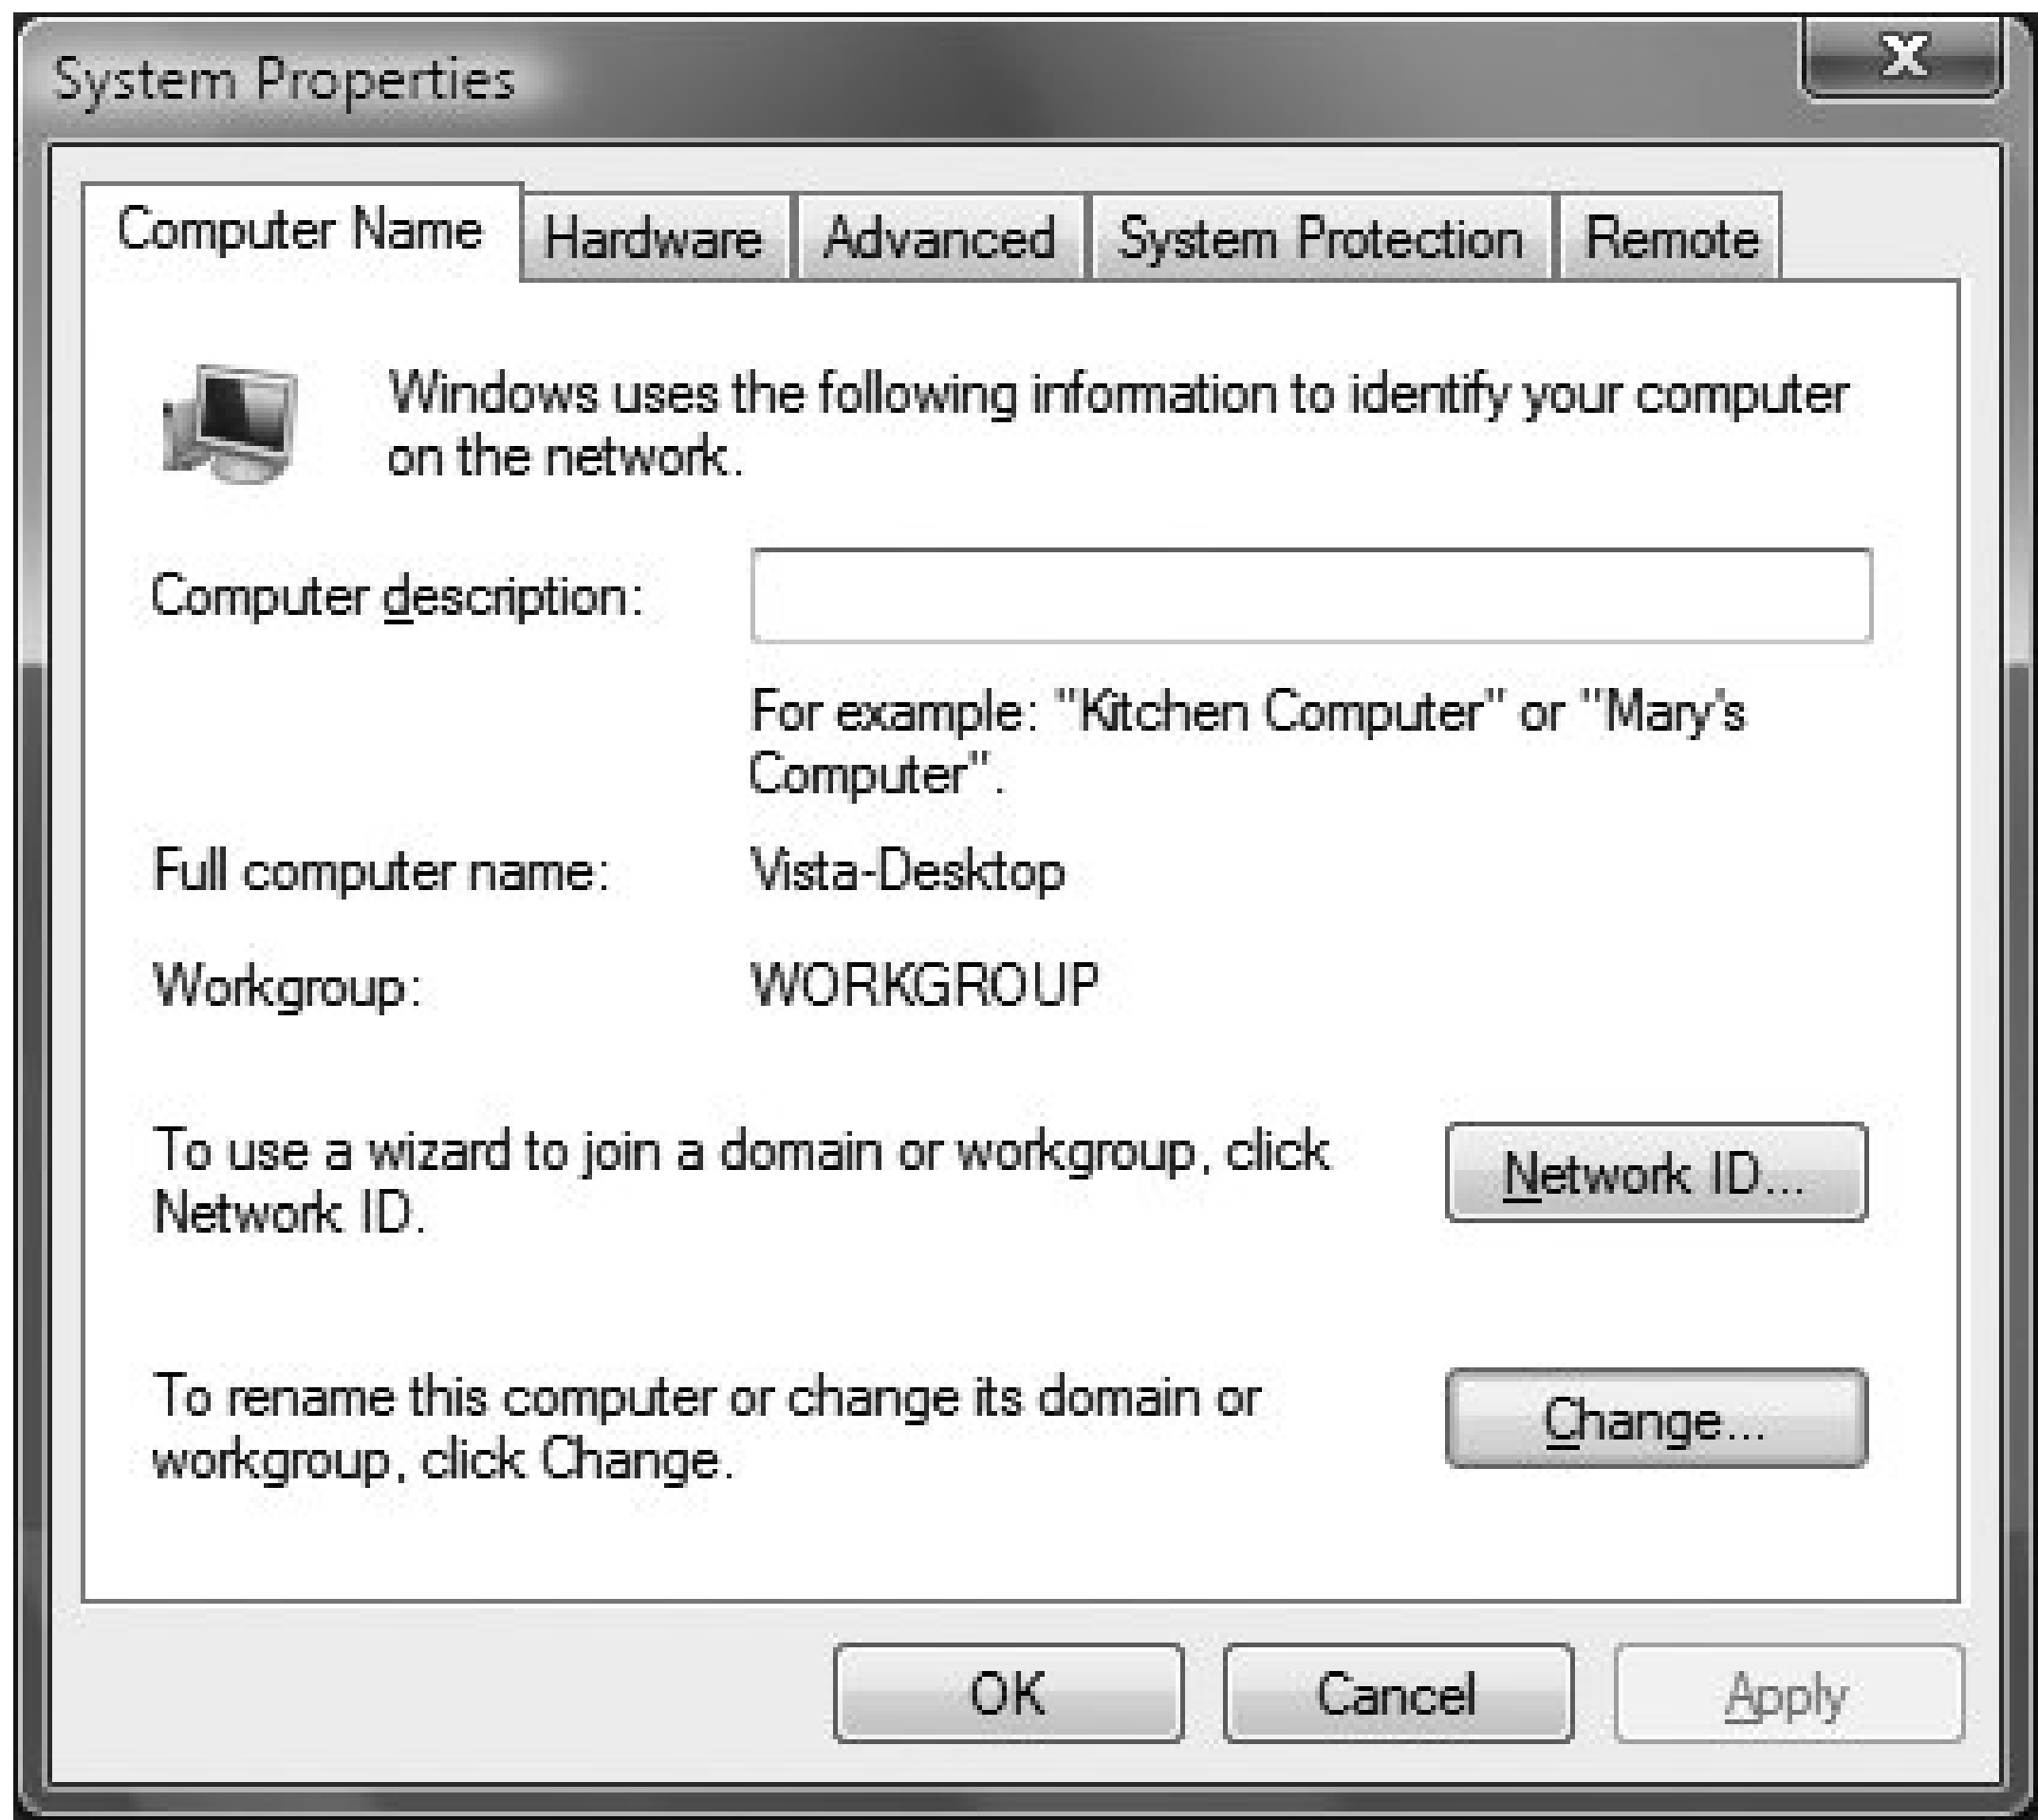 System Properties
X
Computer Name Hardware Advanced System Protection Remote
Windows uses the following information to identify your computer
on the network.
Computer description:
For example: "Kitchen Computer" or "Mary's
Computer".
Full computer name: Vista-Desktop
Workgroup: WORKGROUP
To use a wizard to join a domain or workgroup, click
Network ID.
Network ID...
To rename this computer or change its domain or
workgroup, click Change.
Change...
OK Cancel Apply